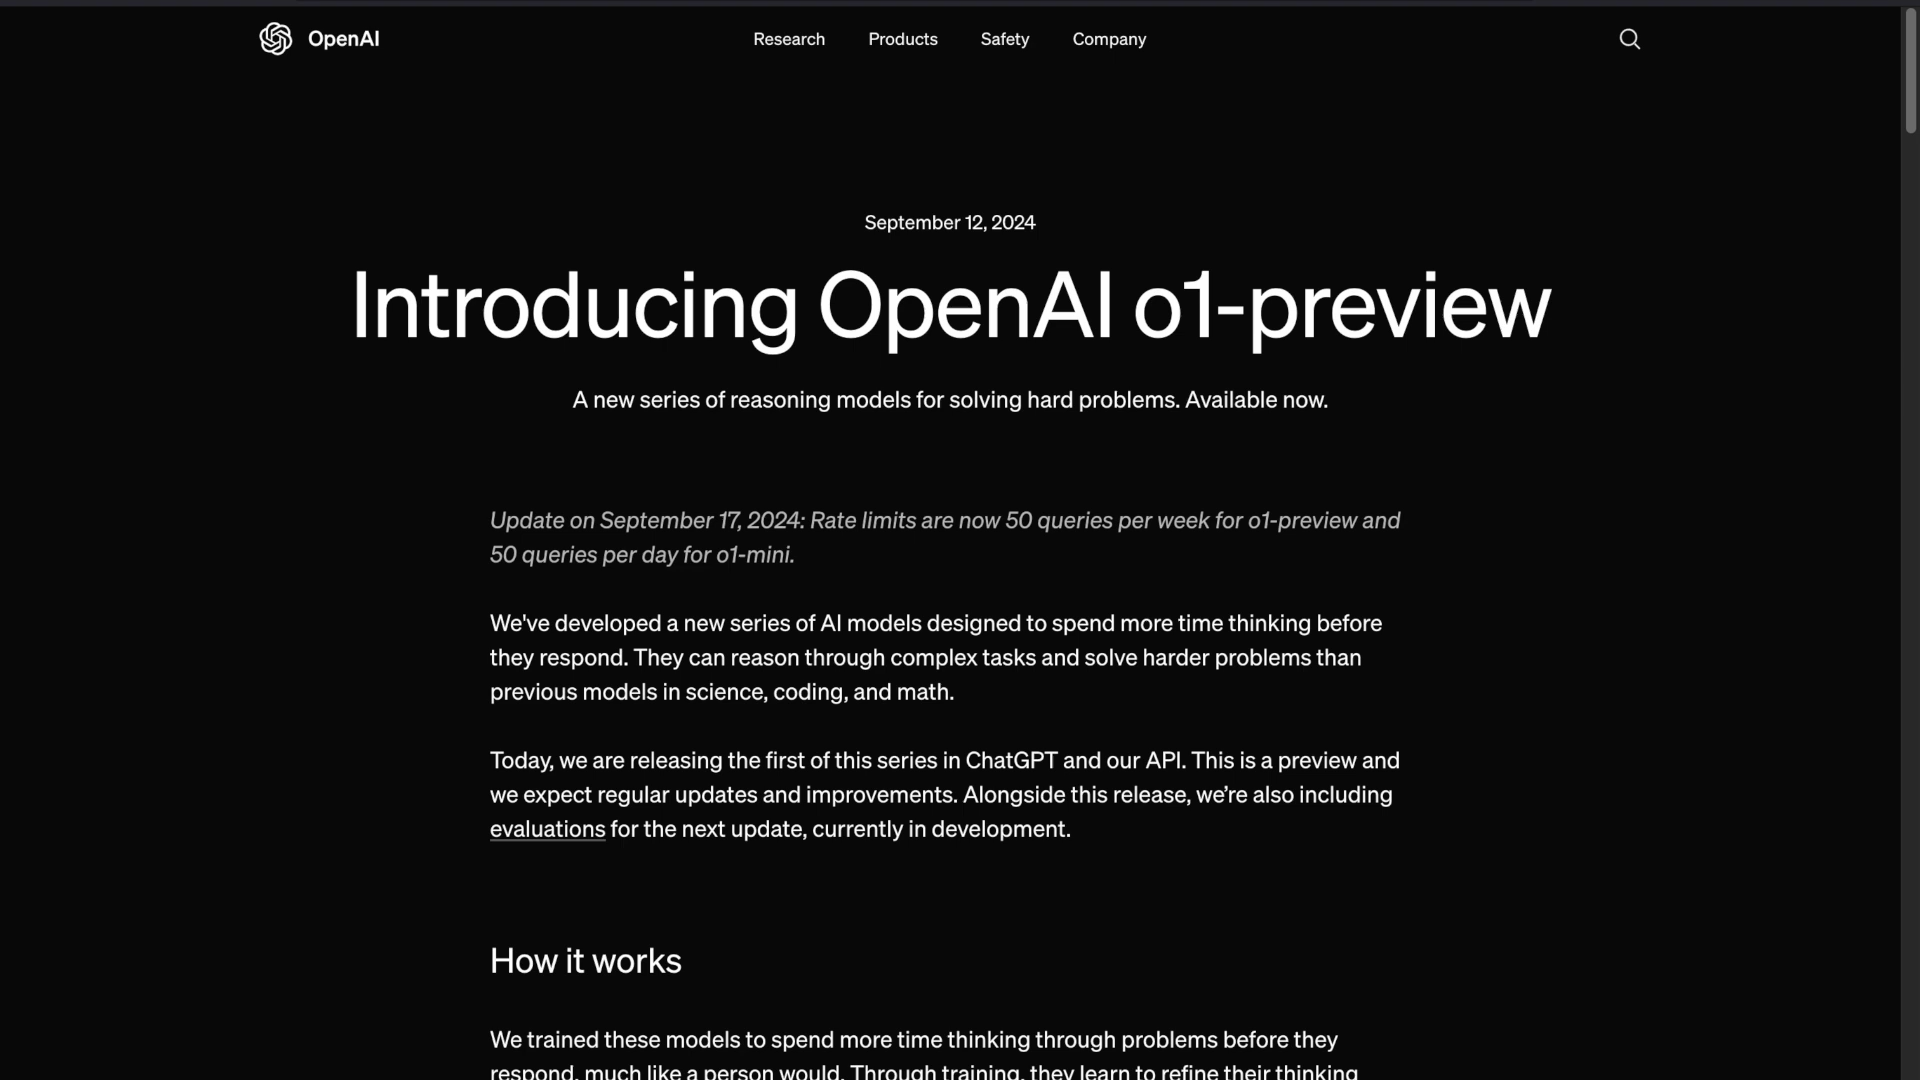 OpenAI
Research Products Safety Company
September 12, 2024
Introducing OpenAI o1-preview
A new series of reasoning models for solving hard problems. Available now.
Update on September 17, 2024: Rate limits are now 50 queries per week for o1-preview and
50 queries per day for o1-mini.
We've developed a new series of AI models designed to spend more time thinking before
they respond. They can reason through complex tasks and solve harder problems than
previous models in science, coding, and math.
Today, we are releasing the first of this series in ChatGPT and our API. This is a preview and
we expect regular updates and improvements. Alongside this release, we’re also including
evaluations for the next update, currently in development.
How it works
We trained these models to spend more time thinking through problems before they
respond, much like a person would. Through training, they learn to refine their thinking